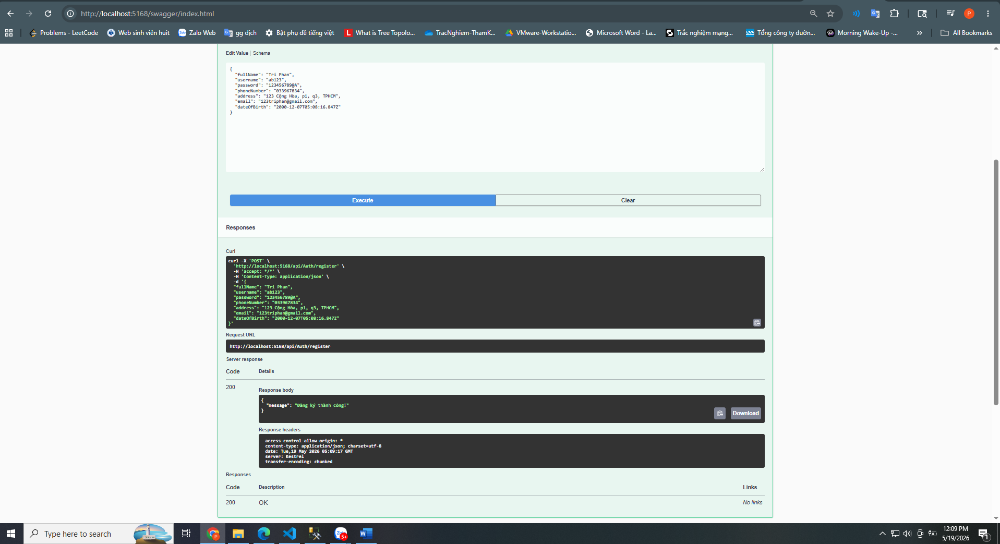 http://localhost:5168/swagger/index.html
P
Problems - LeetCode
Web sinh viên huit
Zalo Web
gg dịch
Bật phụ đề tiếng việt
What is Tree Topolo...
TracNghiem-ThamK...
VMware-Workstatio...
Microsoft Word - La...
Trắc nghiệm mạng...
Tổng công ty đườn...
Morning Wake-Up -...
»
All Bookmarks
Edit Value | Schema
{
"fullName": "Tri Phan",
"username": "ab123",
"password": "123456789@A",
"phoneNumber": "033967834",
"address": "123 Cộng Hòa, p1, q3, TPHCM",
"email": "123triphan@gmail.com",
"dateOfBirth": "2000-12-07T05:08:16.847Z"
}
Execute
Clear
Responses
Curl
curl -X 'POST' \
'http://localhost:5168/api/Auth/register' \
-H 'accept: */*' \
-H 'Content-Type: application/json' \
-d '{
"fullName": "Tri Phan",
"username": "ab123",
"password": "123456789@A",
"phoneNumber": "033967834",
"address": "123 Cộng Hòa, p1, q3, TPHCM",
"email": "123triphan@gmail.com",
"dateOfBirth": "2000-12-07T05:08:16.847Z"
}'
Request URL
http://localhost:5168/api/Auth/register
Server response
Code Details
200
Response body
{
"message": "Đăng ký thành công!"
}
Download
Response headers
access-control-allow-origin: *
content-type: application/json; charset=utf-8
date: Tue,19 May 2026 05:09:17 GMT
server: Kestrel
transfer-encoding: chunked
Responses
Code Description Links
200 OK No links
Type here to search
5+
12:09 PM
5/19/2026
1